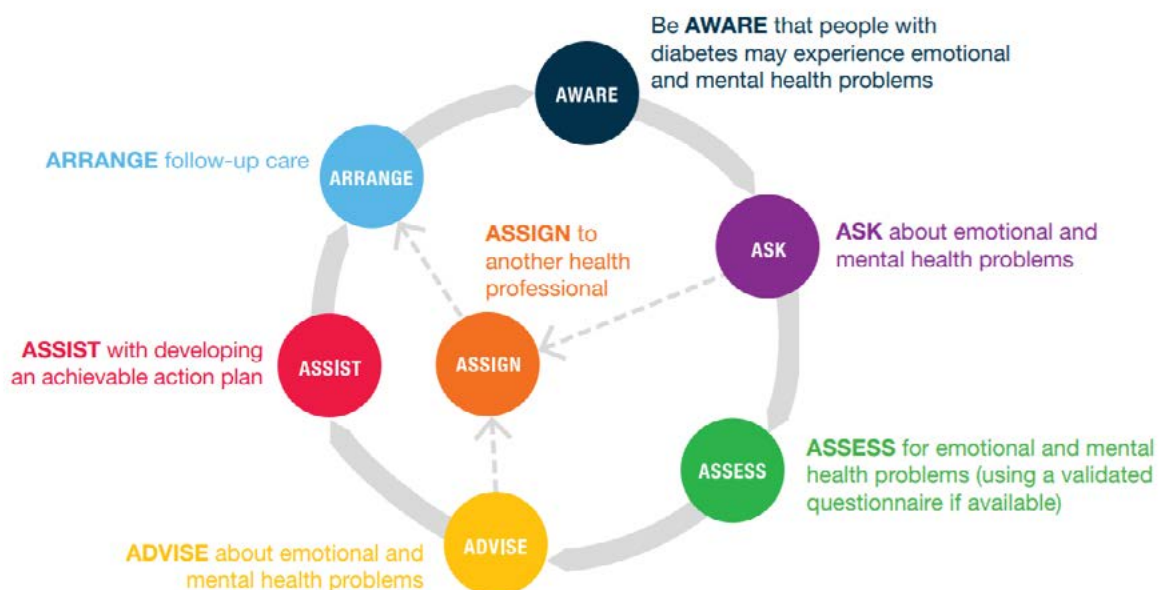 Be AWARE that people with
diabetes may experience emotional
and mental health problems
AWARE
ARRANGE follow-up care
ARRANGE
ASSIGN to
another health
professional
ASK
ASK about emotional and
mental health problems
ASSIST with developing
an achievable action plan
ASSIST
ASSIGN
ASSESS
ASSESS for emotional and mental
health problems (using a validated
questionnaire if available)
ADVISE about emotional and
mental health problems
ADVISE